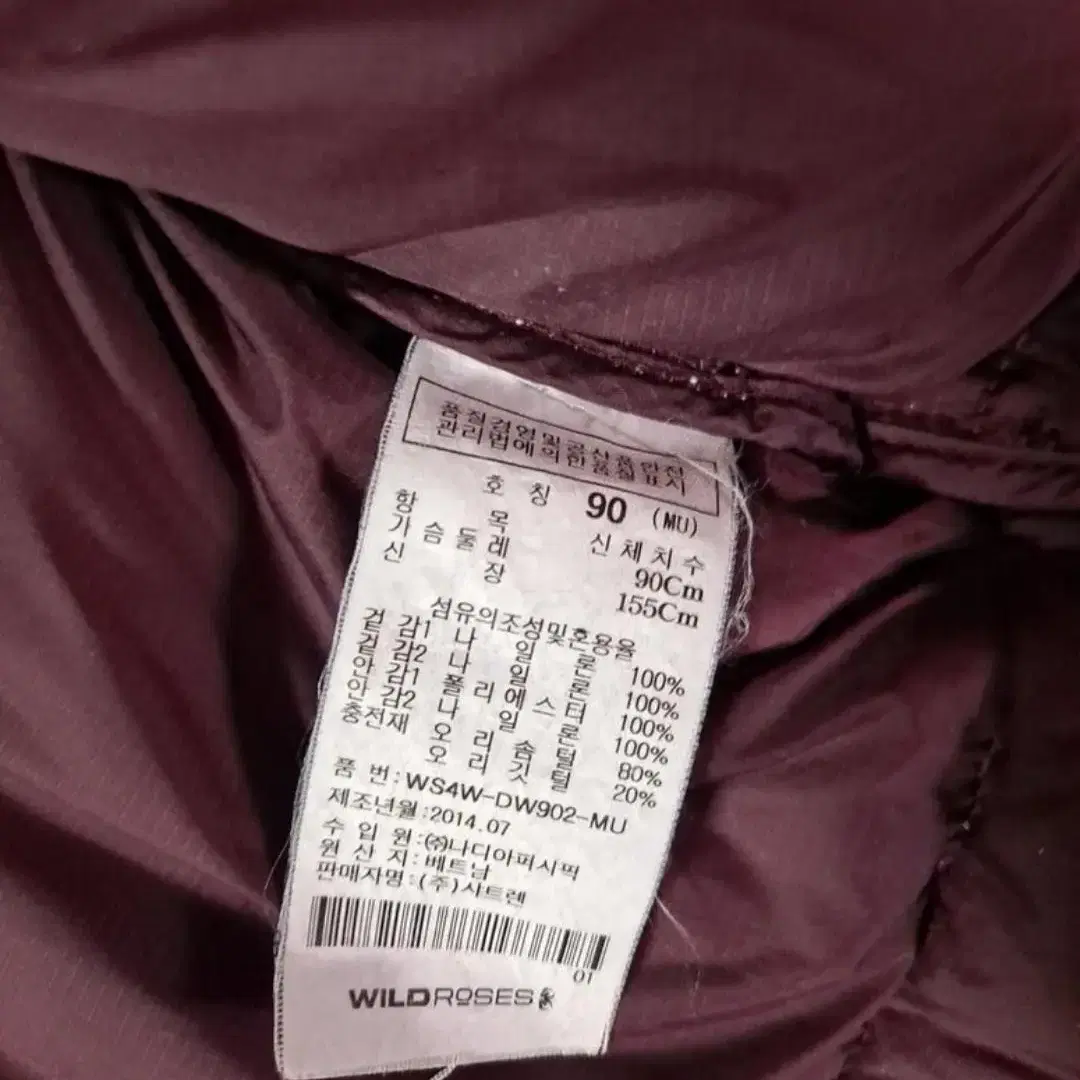 품질경영및공산품안전
관리법에의한품질표시
호 칭 90 (MU)
항 목 신체치수
가슴둘레 90Cm
신 장 155Cm
섬유의조성및혼용율
겉감1 나 일 론 100%
겉감2 나 일 론 100%
안감1 폴리에스터 100%
안감2 나 일 론 100%
충전재 오 리 솜 털 80%
오 리 깃 털 20%
품 번:WS4W-DW902-MU
제조년월:2014.07
수 입 원:㈜나디아퍼시픽
원 산 지:베트남
판매자명:(주)샤트렌
01
WILDROSES